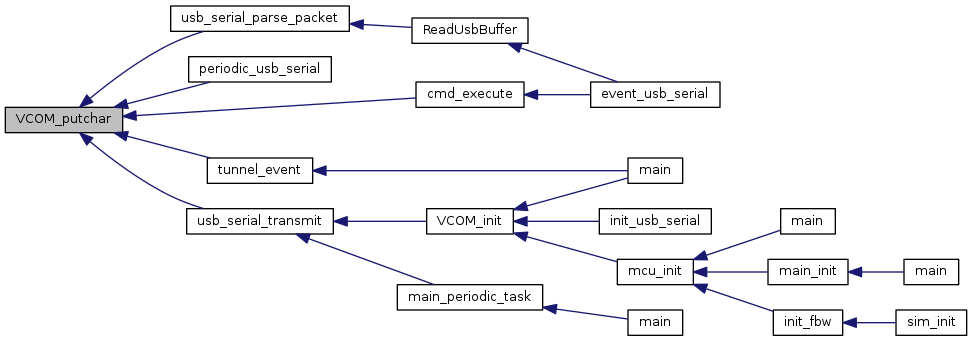 usb_serial_parse_packet
ReadUsbBuffer
periodic_usb_serial
cmd_execute
event_usb_serial
VCOM_putchar
tunnel_event
main
usb_serial_transmit
VCOM_init
init_usb_serial
main
mcu_init
main_init
main
main_periodic_task
main
init_fbw
sim_init